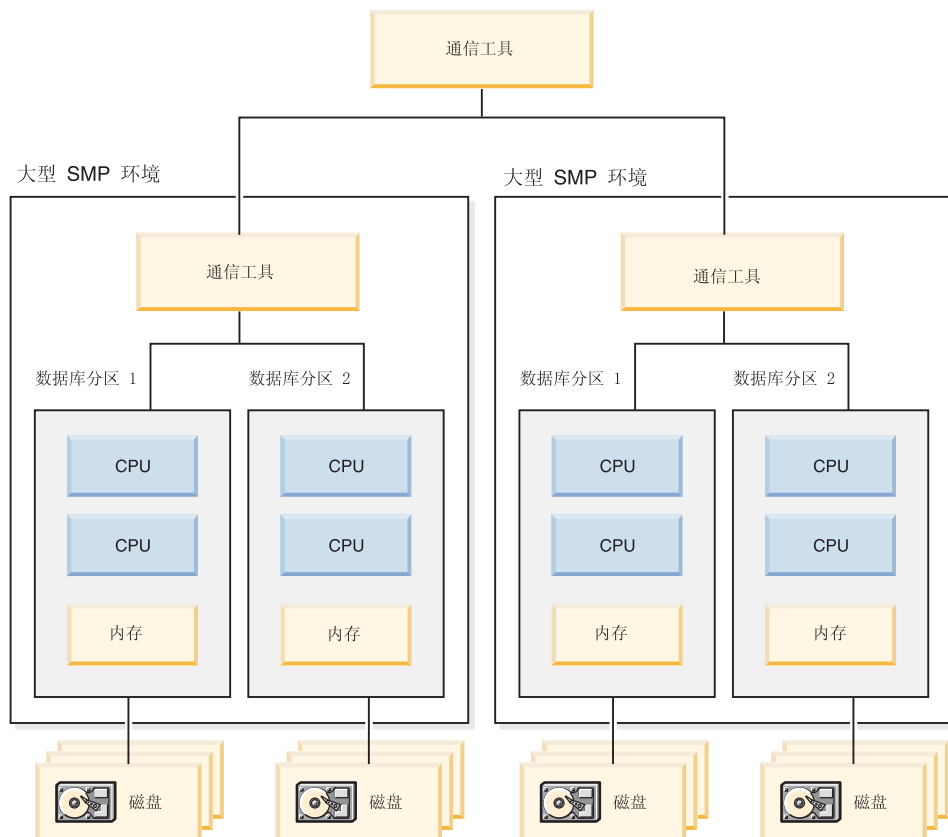 通信工具
大型 SMP 环境
大型 SMP 环境
通信工具
通信工具
数据库分区 1
数据库分区 2
数据库分区 1
数据库分区 2
CPU
CPU
CPU
CPU
CPU
CPU
CPU
CPU
内存
内存
内存
内存
磁盘
磁盘
磁盘
磁盘